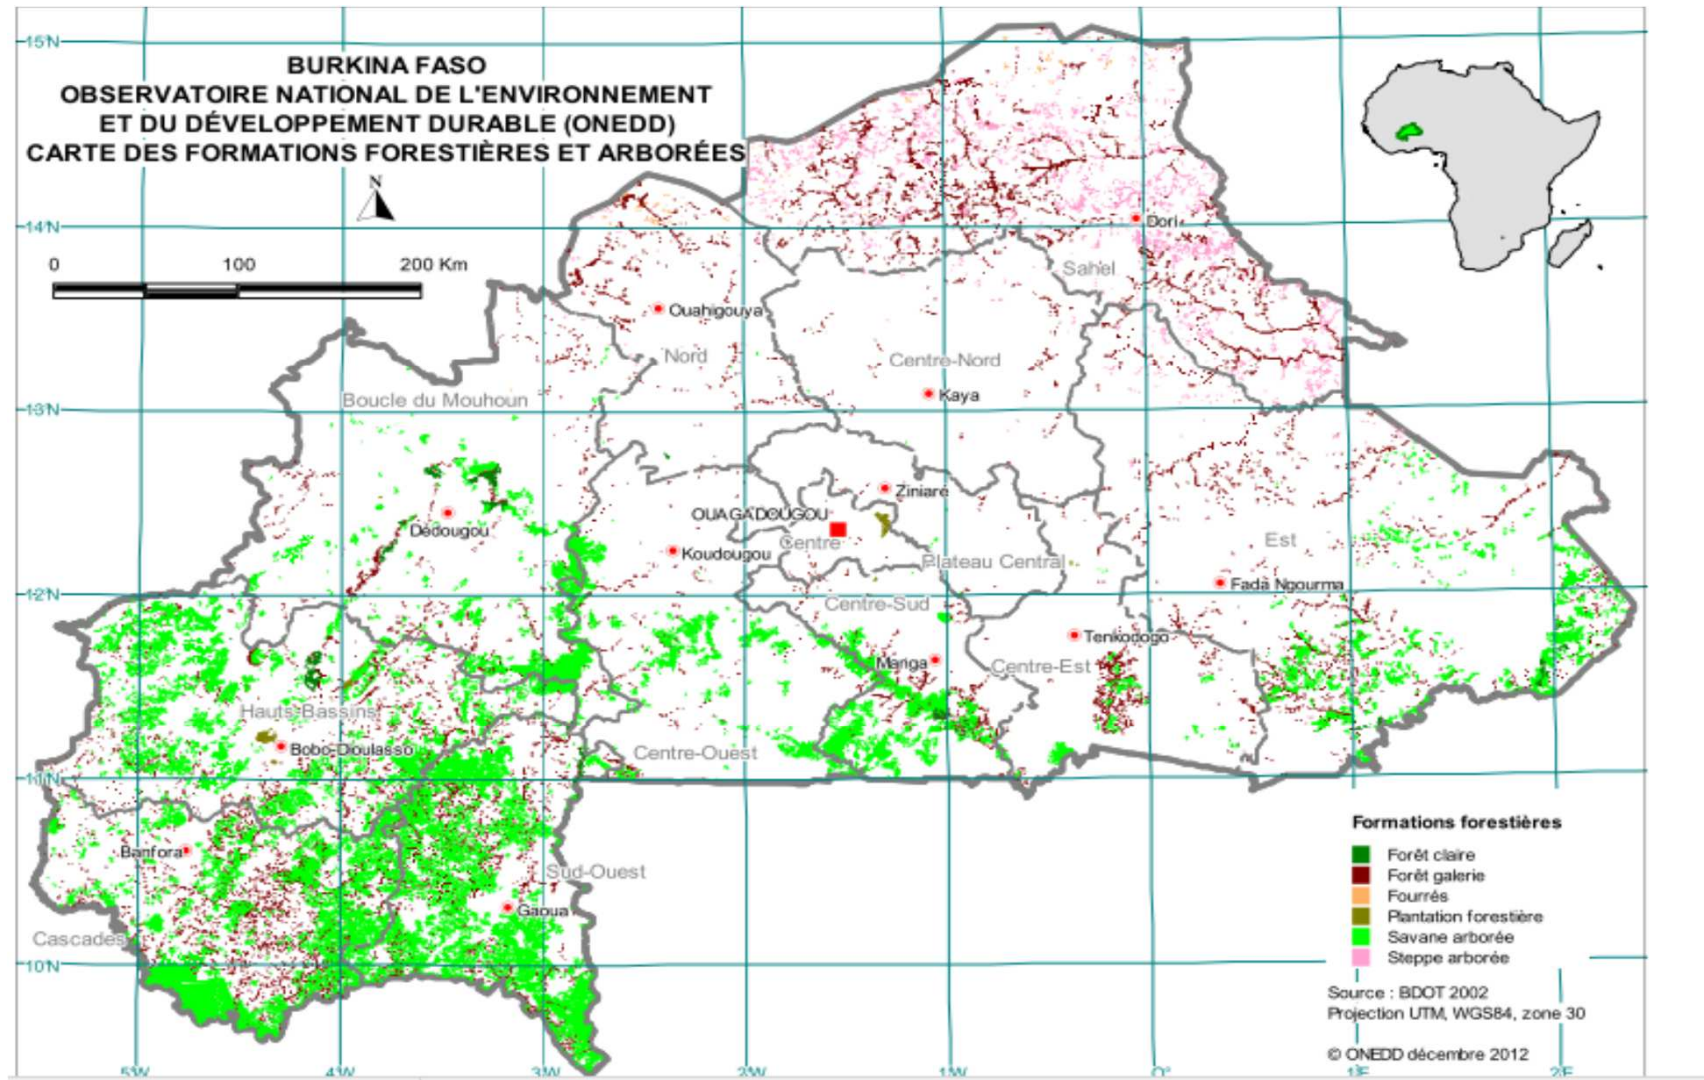 BURKINA FASO
OBSERVATOIRE NATIONAL DE L'ENVIRONNEMENT
ET DU DÉVELOPPEMENT DURABLE (ONEDD)
CARTE DES FORMATIONS FORESTIÈRES ET ARBORÉES
N
0 100 200 Km
15°N
14°N
13°N
12°N
11°N
10°N
Dori
Sahel
Ouahigouya
Nord
Centre-Nord
Kaya
Boucle du Mouhoun
Ziniaré
OUAGADOUGOU
Dédougou
Centre
Koudougou
Plateau Central
Est
Fada Ngourma
Centre-Sud
Tenkodogo
Manga
Centre-Est
Hauts-Bassins
Bobo-Dioulasso
Centre-Ouest
Banfora
Sud-Ouest
Gaoua
Cascades
Formations forestières
Forêt claire
Forêt galerie
Fourrés
Plantation forestière
Savane arborée
Steppe arborée
Source : BDOT 2002
Projection UTM, WGS84, zone 30
© ONEDD décembre 2012
5°W 4°W 3°W 2°W 1°W 0° 1°E 2°E